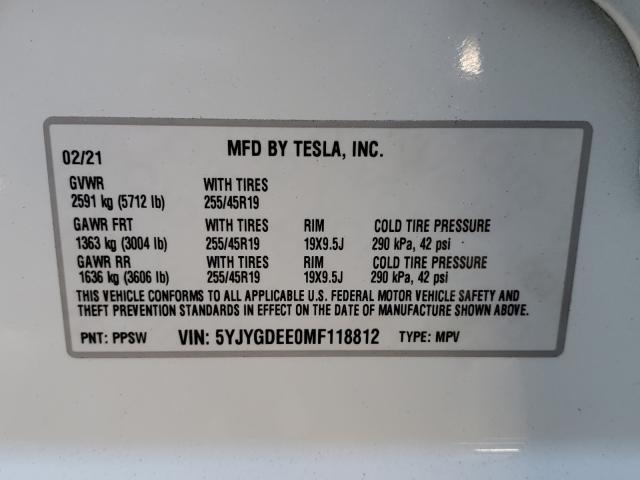 MFD BY TESLA, INC.
02/21
GVWR WITH TIRES
2591 kg (5712 lb) 255/45R19
GAWR FRT WITH TIRES RIM COLD TIRE PRESSURE
1363 kg (3004 lb) 255/45R19 19X9.5J 290 kPa, 42 psi
GAWR RR WITH TIRES RIM COLD TIRE PRESSURE
1636 kg (3606 lb) 255/45R19 19X9.5J 290 kPa, 42 psi
THIS VEHICLE CONFORMS TO ALL APPLICABLE U.S. FEDERAL MOTOR VEHICLE SAFETY AND
THEFT PREVENTION STANDARDS IN EFFECT ON THE DATE OF MANUFACTURE SHOWN ABOVE.
PNT: PPSW VIN: 5YJYGDEE0MF118812 TYPE: MPV